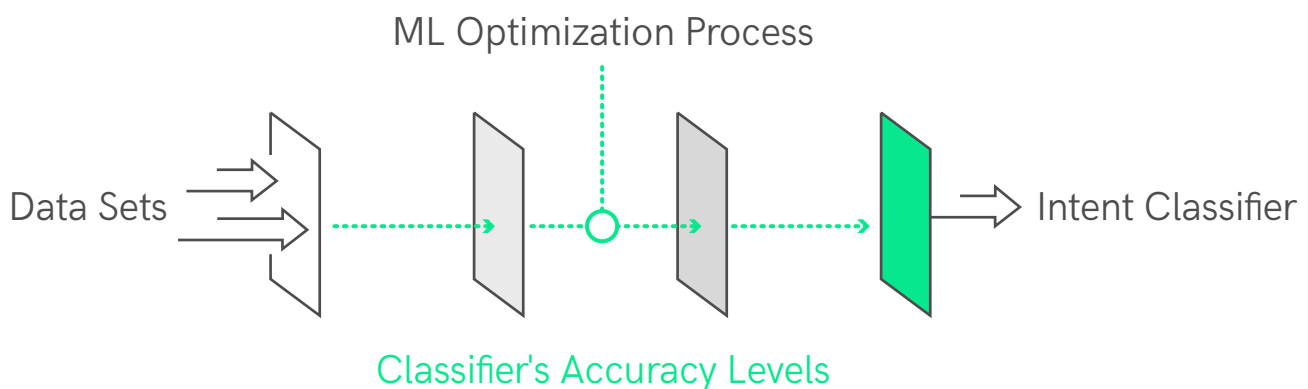 ML Optimization Process
Data Sets
Intent Classifier
Classifier's Accuracy Levels